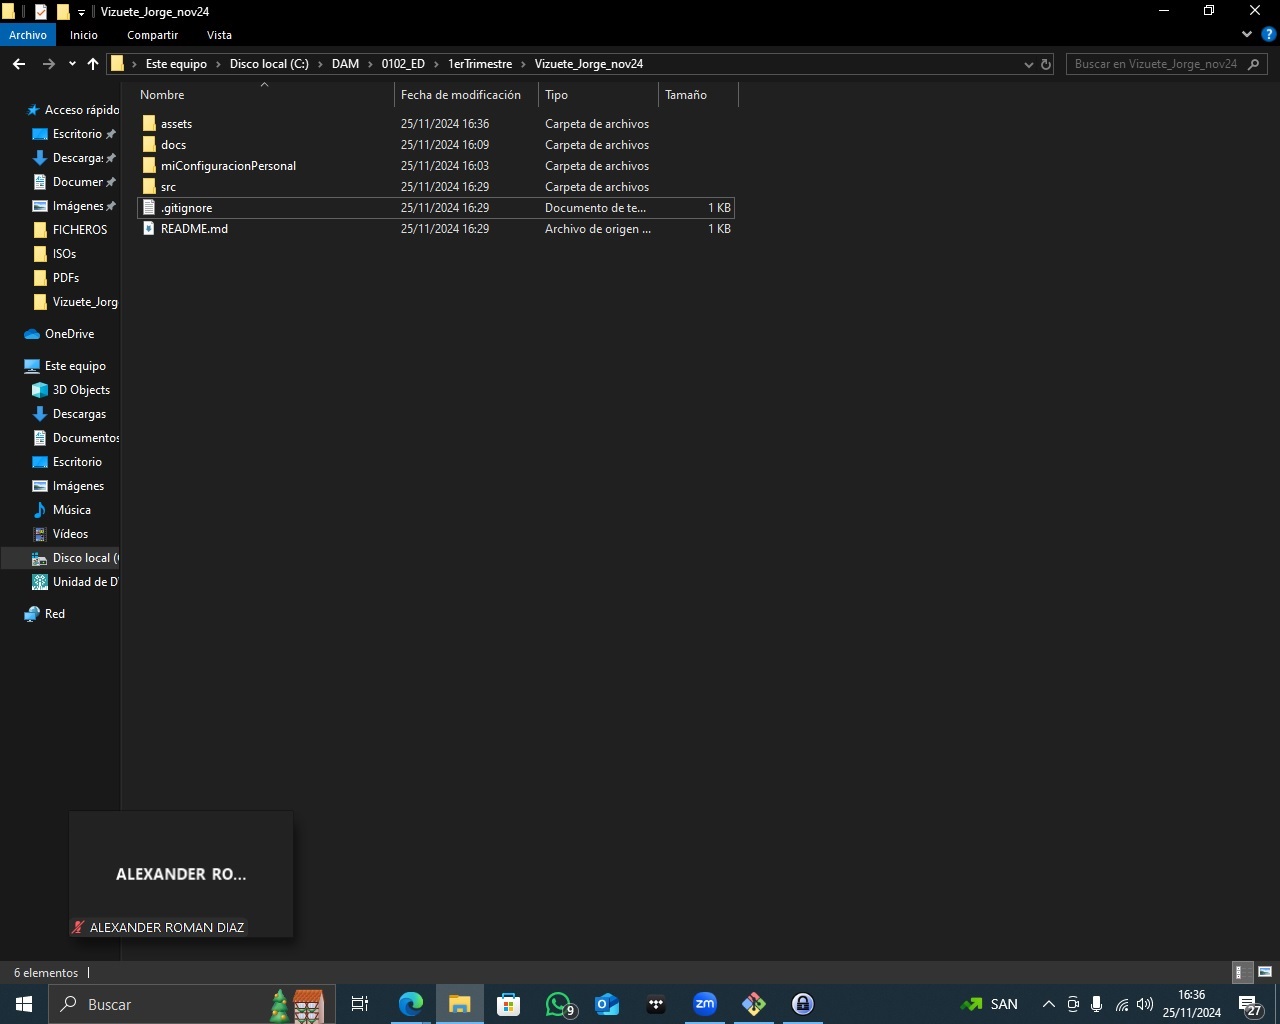 Vizuete_Jorge_nov24
Archivo Inicio Compartir Vista
Este equipo > Disco local (C:) > DAM > 0102_ED > 1erTrimestre > Vizuete_Jorge_nov24
Buscar en Vizuete_Jorge_nov24
Nombre Fecha de modificación Tipo Tamaño
assets 25/11/2024 16:36 Carpeta de archivos
docs 25/11/2024 16:09 Carpeta de archivos
miConfiguracionPersonal 25/11/2024 16:03 Carpeta de archivos
src 25/11/2024 16:29 Carpeta de archivos
.gitignore 25/11/2024 16:29 Documento de te... 1 KB
README.md 25/11/2024 16:29 Archivo de origen ... 1 KB
Acceso rápido
Escritorio
Descargas
Documen
Imágenes
FICHEROS
ISOs
PDFs
Vizuete_Jorg
OneDrive
Este equipo
3D Objects
Descargas
Documentos
Escritorio
Imágenes
Música
Vídeos
Disco local (
Unidad de D
Red
ALEXANDER RO...
ALEXANDER ROMAN DIAZ
6 elementos
Buscar
9
zm
SAN
16:36
25/11/2024
27